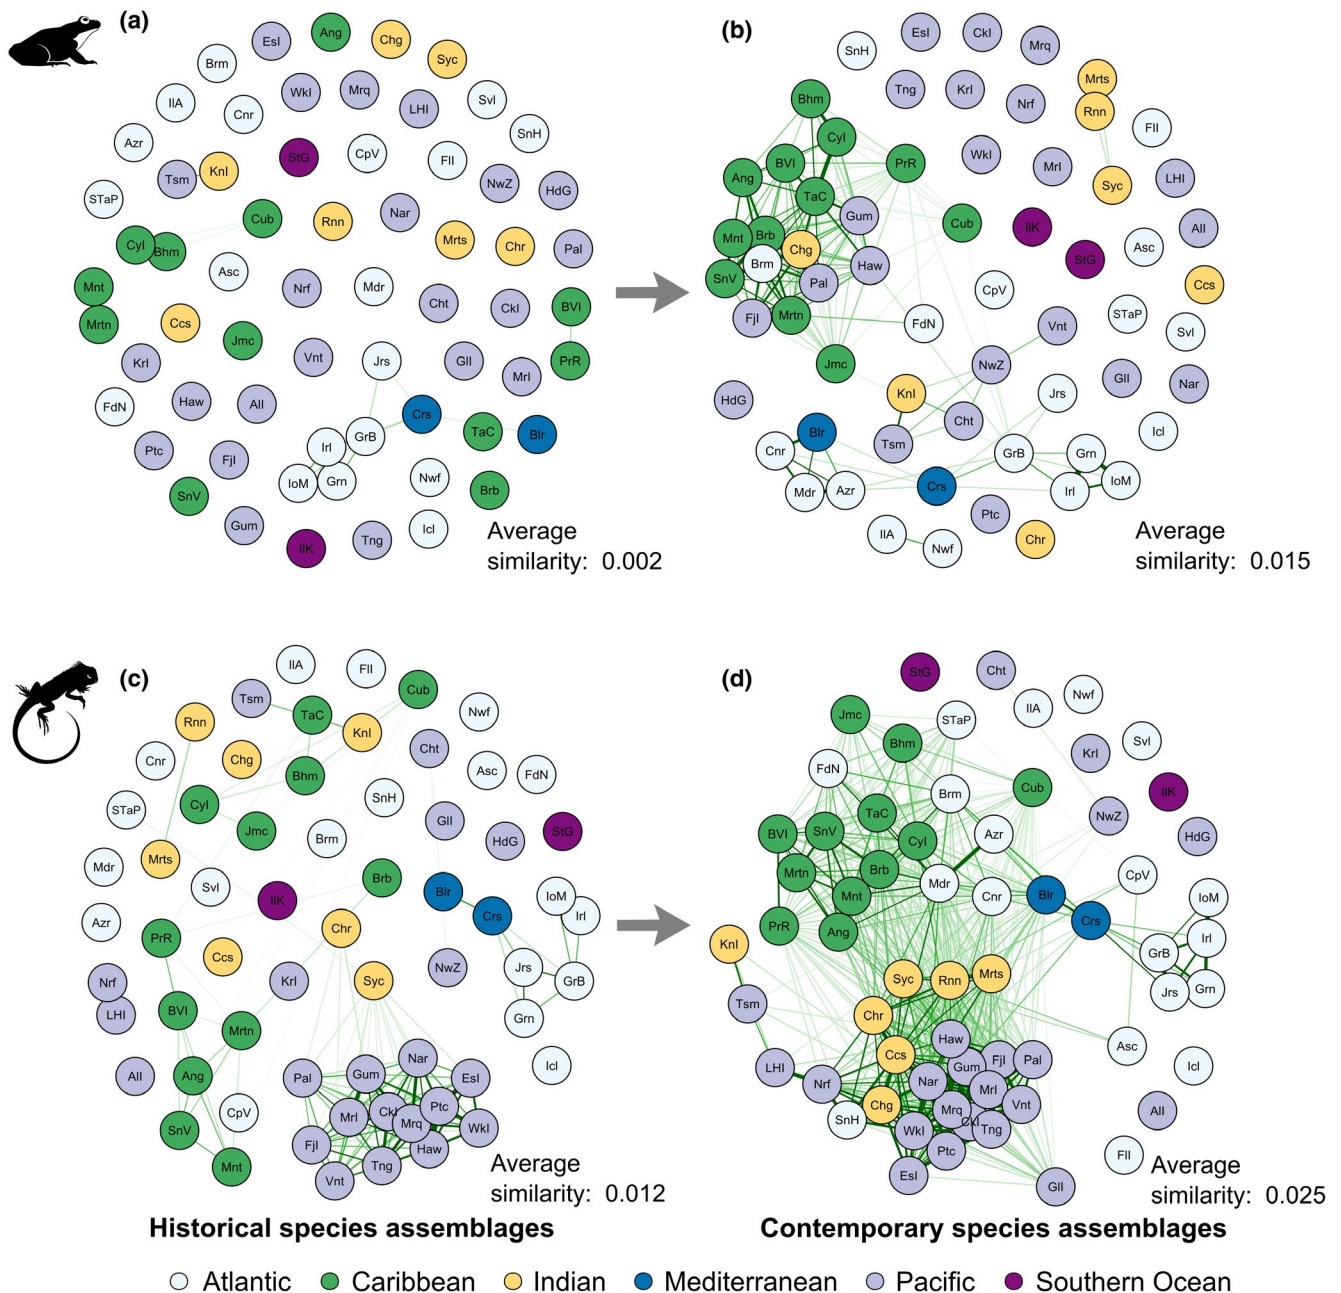 (a)
Esl
Ang
Chg
Syc
Brm
IlA
Cnr
Wkl
Mrq
LHI
Svl
SnH
Azr
Tsm
Knl
StG
CpV
Fll
NwZ
HdG
STaP
Cub
Rnn
Nar
Mrts
Chr
Pal
Cyl
Bhm
Asc
Mnt
Mrtn
Nrf
Mdr
Cht
Ckl
BVI
Ccs
Jmc
Krl
Vnt
Jrs
Gll
Mrl
PrR
FdN
Haw
All
Crs
TaC
Blr
Irl
GrB
Ptc
Fjl
IoM
Grn
Nwf
Brb
SnV
Gum
IlK
Tng
Icl
Average
similarity: 0.002
(b)
SnH
Esl
Ckl
Mrq
Mrts
Rnn
Tng
Krl
Nrf
Fll
Bhm
Cyl
BVI
PrR
Wkl
Mrl
Syc
LHI
Ang
TaC
Gum
Cub
IlK
StG
Asc
All
Mnt
Brb
Chg
Brm
Haw
SnV
Pal
Ccs
CpV
Fjl
Mrtn
FdN
Vnt
STaP
Svl
Jmc
NwZ
Gll
Nar
HdG
Knl
Jrs
Cht
Tsm
Icl
Blr
Cnr
GrB
Grn
Mdr
Azr
Crs
Irl
IoM
Ptc
IlA
Nwf
Chr
Average
similarity: 0.015
(c)
IlA
Fll
Tsm
Cub
Rnn
TaC
Knl
Nwf
Cnr
Chg
Bhm
Cht
Asc
FdN
STaP
Cyl
Jmc
SnH
Brm
Gll
HdG
StG
Mrts
Mdr
Svl
IlK
Brb
Blr
Crs
IoM
Irl
Azr
PrR
Ccs
Chr
Nrf
LHI
Krl
Syc
NwZ
Jrs
GrB
BVI
Mrtn
Grn
All
Ang
Icl
CpV
SnV
Mnt
Pal
Gum
Nar
Esl
Mrl
Ckl
Mrq
Ptc
Wkl
Fjl
Haw
Vnt
Tng
Average
similarity: 0.012
(d)
StG
Cht
IlA
Nwf
Jmc
STaP
Bhm
Svl
Krl
FdN
Brm
Cub
IlK
NwZ
HdG
BVI
SnV
TaC
Cyl
Azr
Mrtn
Brb
Mnt
Mdr
Cnr
Blr
CpV
IoM
PrR
Ang
Crs
Irl
GrB
Jrs
Grn
Knl
Syc
Rnn
Mrts
Tsm
Chr
Ccs
Haw
Asc
LHI
Nrf
Nar
Gum
Fjl
Pal
Icl
SnH
Chg
Mrl
Mrq
Vnt
Wkl
Ckl
Tng
All
Ptc
Esl
Gll
Fll
Average
similarity: 0.025
Historical species assemblages
Contemporary species assemblages
Atlantic Caribbean Indian Mediterranean Pacific Southern Ocean